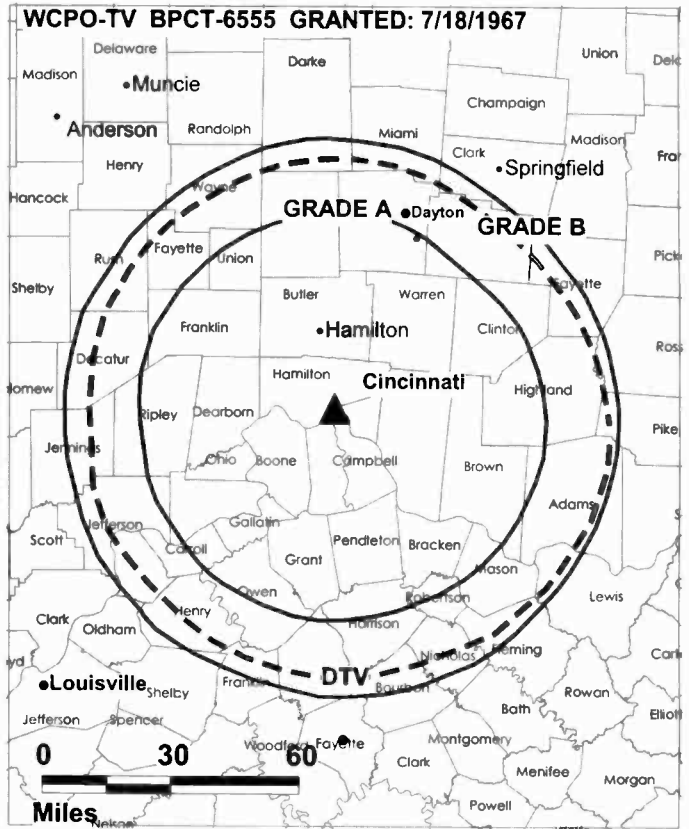 WCPO-TV BPCT-6555 GRANTED: 7/18/1967
Delaware
Union
Madison
Darke
Muncie
Champaign
Anderson
Randolph
Miami
Madison
Clark
Henry
Springfield
Wayne
Hancock
GRADE A
Dayton
GRADE B
Rush
Fayette
Union
Shelby
Fayette
Butler
Warren
Franklin
Hamilton
Clinton
Ross
Decatur
Hamilton
Cincinnati
Highland
Ripley
Dearborn
Pike
Jennings
Ohio
Boone
Campbell
Brown
Adams
Jefferson
Gallatin
Scott
Carroll
Grant
Pendleton
Bracken
Mason
Owen
Robertson
Lewis
Henry
Harrison
Clark
Oldham
Nicholas
Fleming
DTV
Louisville
Shelby
Franklin
Bourbon
Rowan
Bath
Jefferson
Spencer
Woodford
Fayette
Montgomery
0 30 60
Clark
Menifee
Morgan
Miles
Nelson
Powell